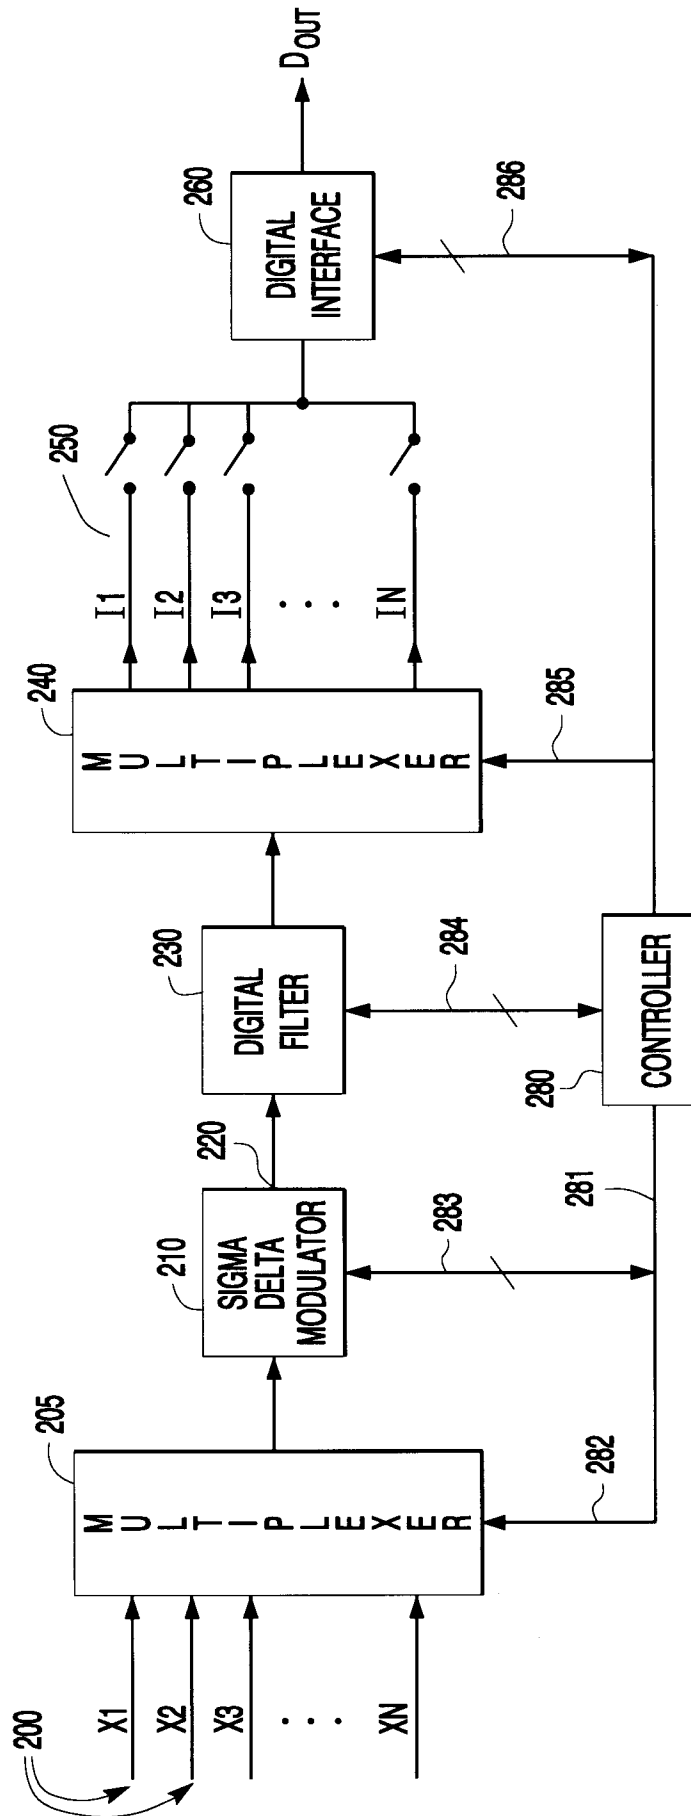 200
X1
X2
X3
. . .
XN
205
MULTIPLEXER
282
210
SIGMA
DELTA
MODULATOR
220
283
281
230
DIGITAL
FILTER
284
280
CONTROLLER
240
MULTIPLEXER
285
I1
I2
I3
. . .
IN
250
260
DIGITAL
INTERFACE
286
DOUT